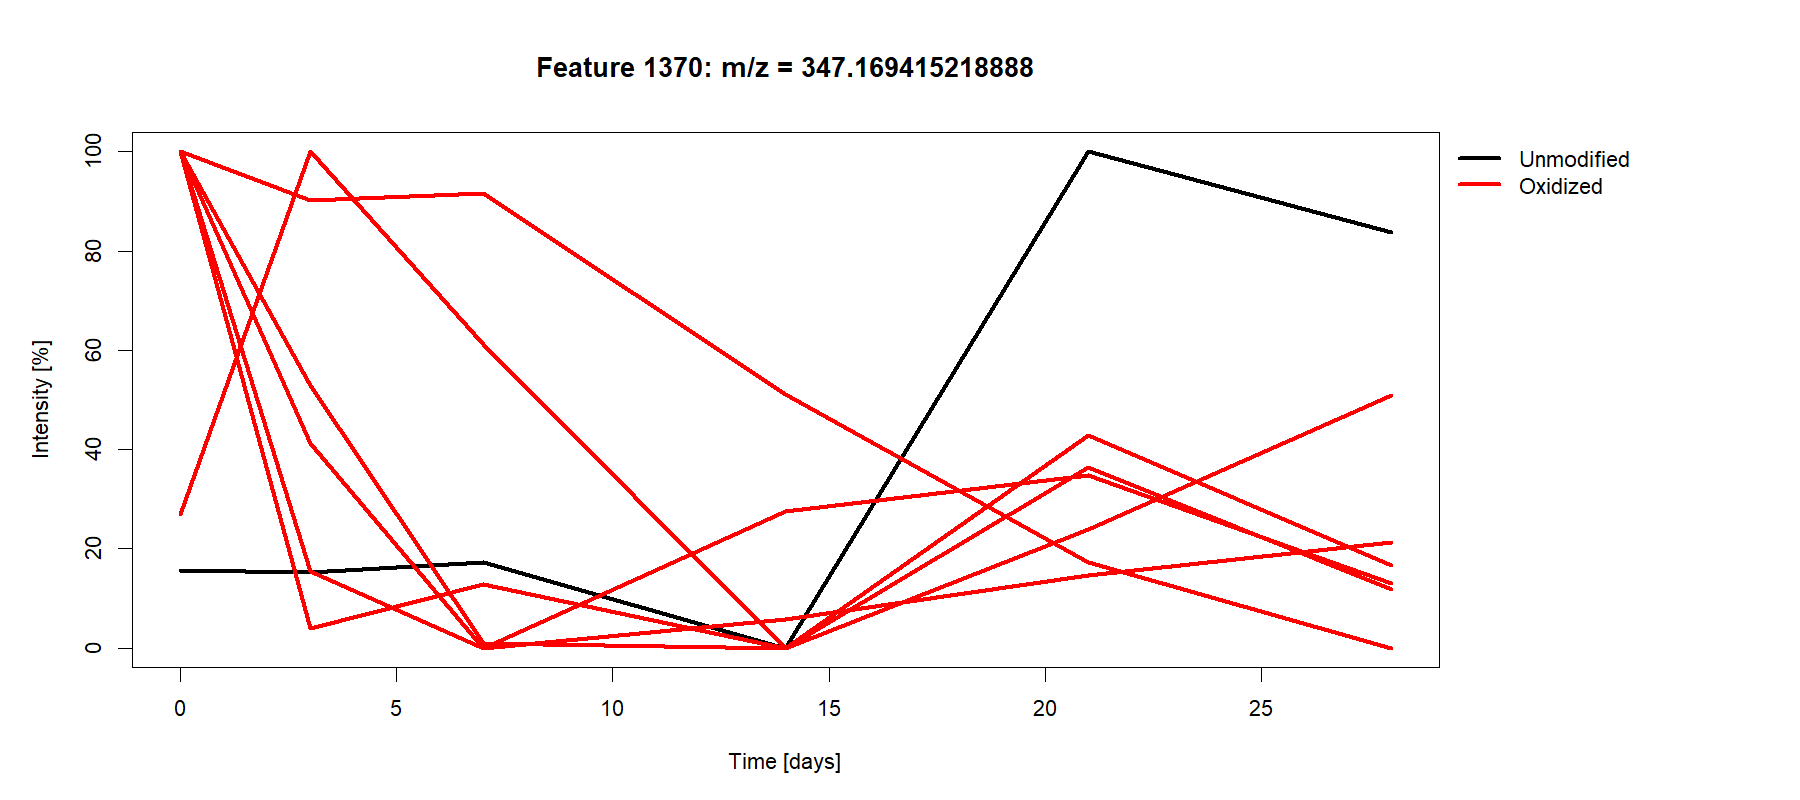 Feature 1370: m/z = 347.169415218888
Unmodified
Oxidized
100
80
60
40
20
0
Intensity [%]
0 5 10 15 20 25
Time [days]